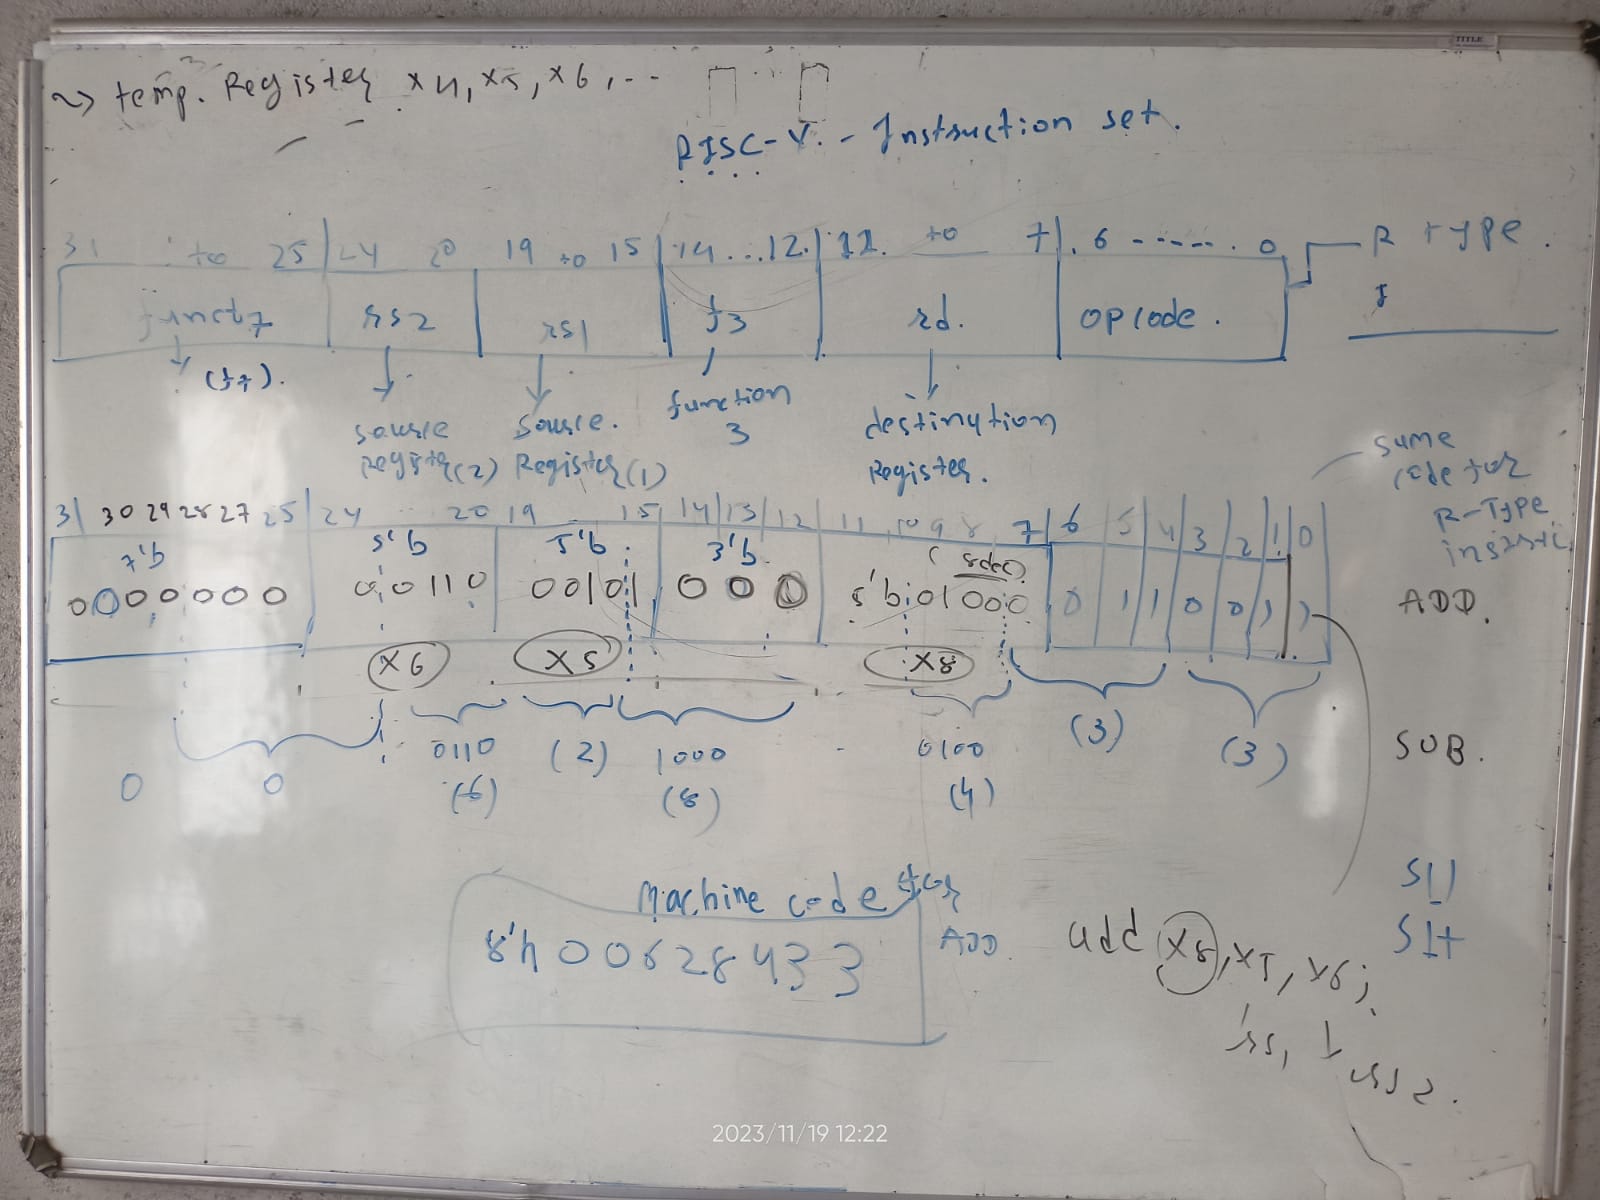 ~> temp. Register x4, x5, x6, ...
TITLE
RISC-V. - Instruction set.
31 to 25 24 20 19 to 15 14...12. 11. to 7 . 6 ------. 0 R TYPE.
I
funct7 rs2 rs1 f3 rd. opcode.
(f7).
source Register(2)
Source. Register(1)
function 3
destination Register.
same code for R-Type
31 30 29 28 27 25 24 .. 20 19 15 14 13 12 11 10 9 8 7 6 5 4 3 2 1 0
7'b 5'b 5'b 3'b (8dec)
0000000 00110 00101 000 5'b01000 0 1 1 0 0 1 1 ADD.
X6 X5 X8
0110 (2) 1000 0100 (3) (3) SUB.
0 0 (6) (8) (4)
Machine code for ADD
8'h 00628433
Sll
Slt
add x8, x5, x6;
rs1 rs2.
2023/11/19 12:22